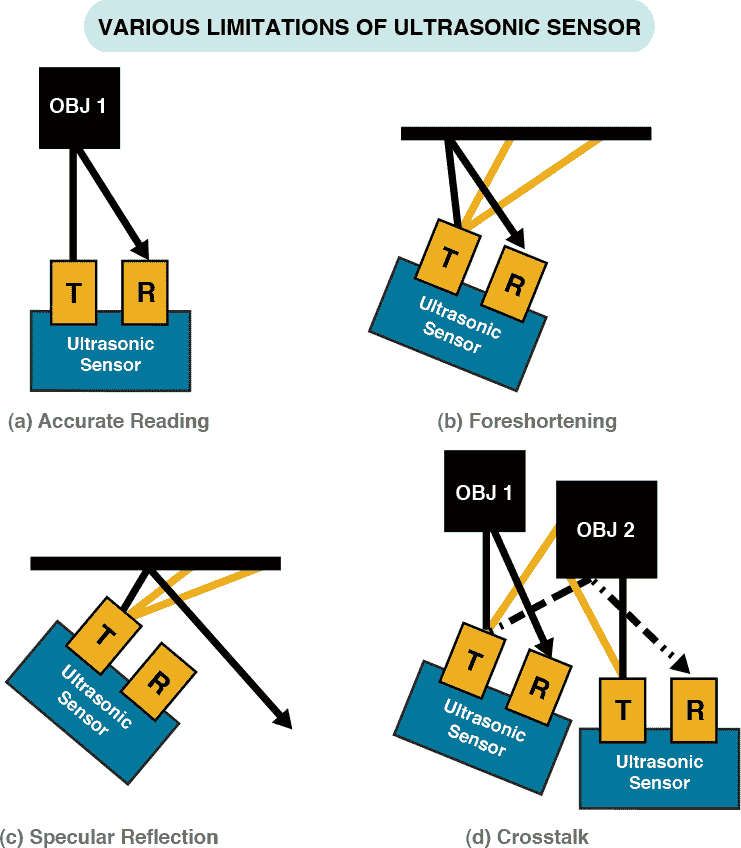 VARIOUS LIMITATIONS OF ULTRASONIC SENSOR
OBJ 1
T
R
Ultrasonic
Sensor
(a) Accurate Reading
T
R
Ultrasonic
Sensor
(b) Foreshortening
T
R
Ultrasonic
Sensor
(c) Specular Reflection
OBJ 1
OBJ 2
T
R
Ultrasonic
Sensor
T
R
Ultrasonic
Sensor
(d) Crosstalk